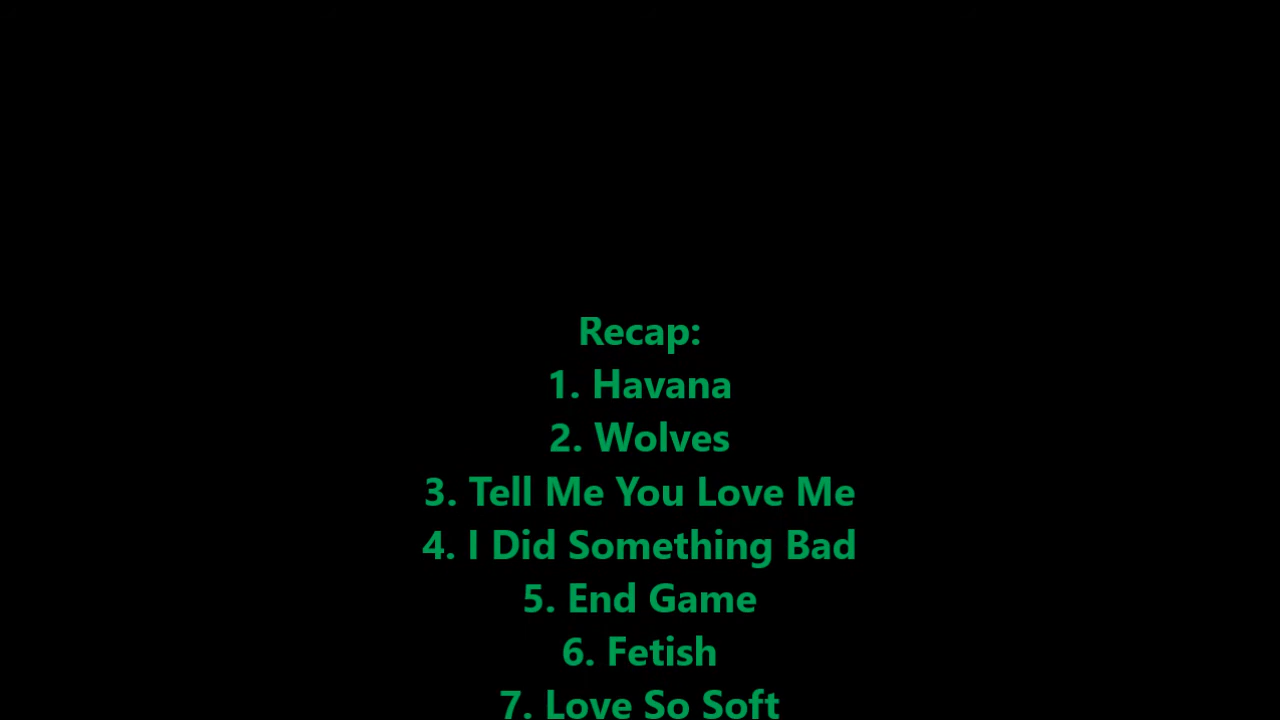 Recap:
1. Havana
2. Wolves
3. Tell Me You Love Me
4. I Did Something Bad
5. End Game
6. Fetish
7. Love So Soft